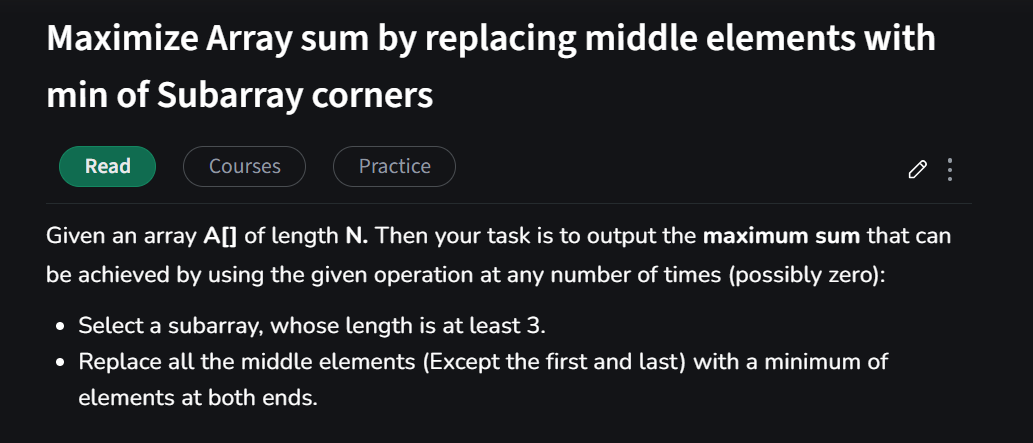 Maximize Array sum by replacing middle elements with
min of Subarray corners
Read Courses Practice
Given an array A[] of length N. Then your task is to output the maximum sum that can
be achieved by using the given operation at any number of times (possibly zero):
• Select a subarray, whose length is at least 3.
• Replace all the middle elements (Except the first and last) with a minimum of
elements at both ends.